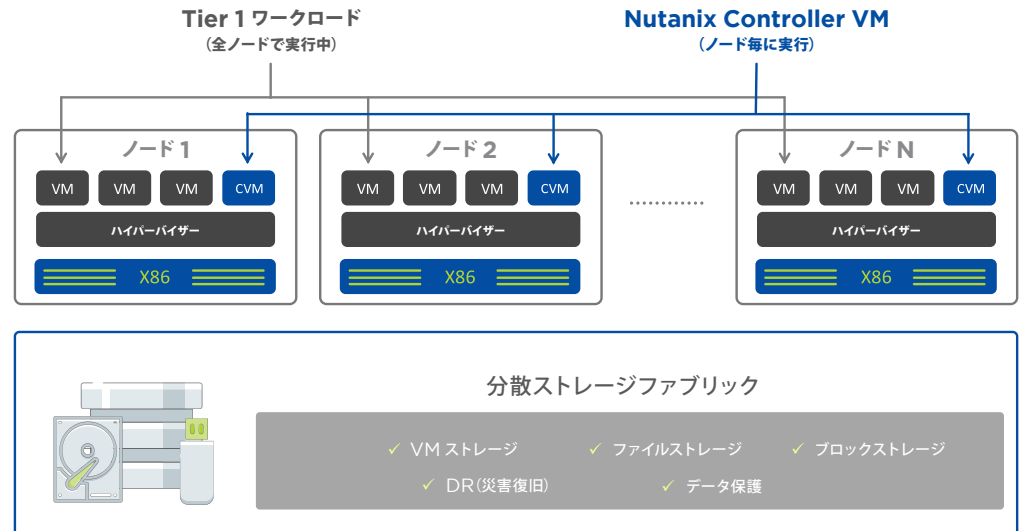 Tier 1 ワークロード
(全ノードで実行中)
Nutanix Controller VM
(ノード毎に実行)
ノード 1
VM VM VM CVM
ハイパーバイザー
X86
ノード 2
VM VM VM CVM
ハイパーバイザー
X86
............
ノード N
VM VM VM CVM
ハイパーバイザー
X86
分散ストレージファブリック
✓ VM ストレージ ✓ ファイルストレージ ✓ ブロックストレージ
✓ DR(災害復旧) ✓ データ保護